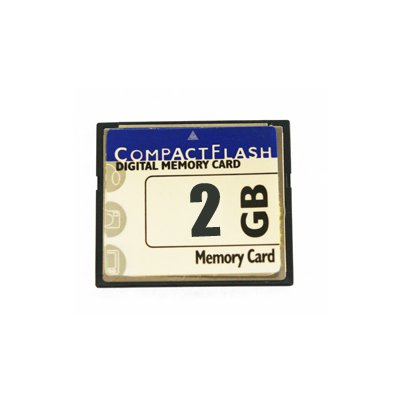 COMPACTFLASH
DIGITAL MEMORY CARD
2 GB
Memory Card